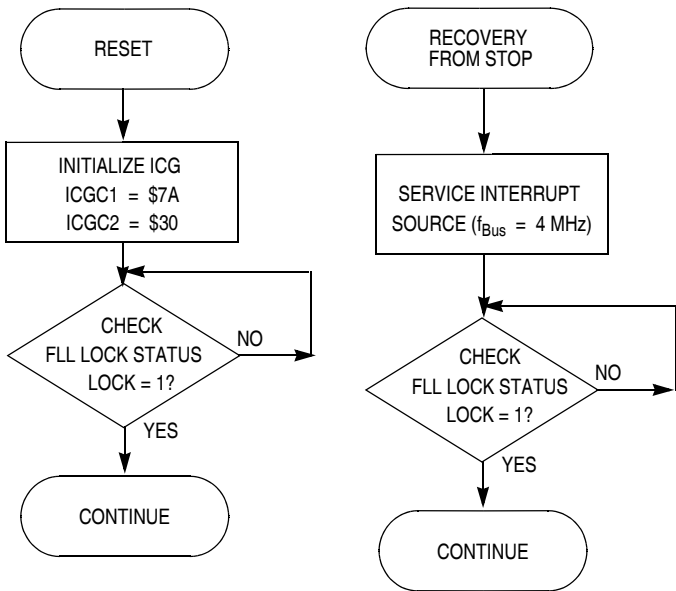 RESET
INITIALIZE ICG
ICGC1 = $7A
ICGC2 = $30
CHECK
FLL LOCK STATUS
LOCK = 1?
NO
YES
CONTINUE
RECOVERY
FROM STOP
SERVICE INTERRUPT
SOURCE (fBus = 4 MHz)
CHECK
FLL LOCK STATUS
LOCK = 1?
NO
YES
CONTINUE